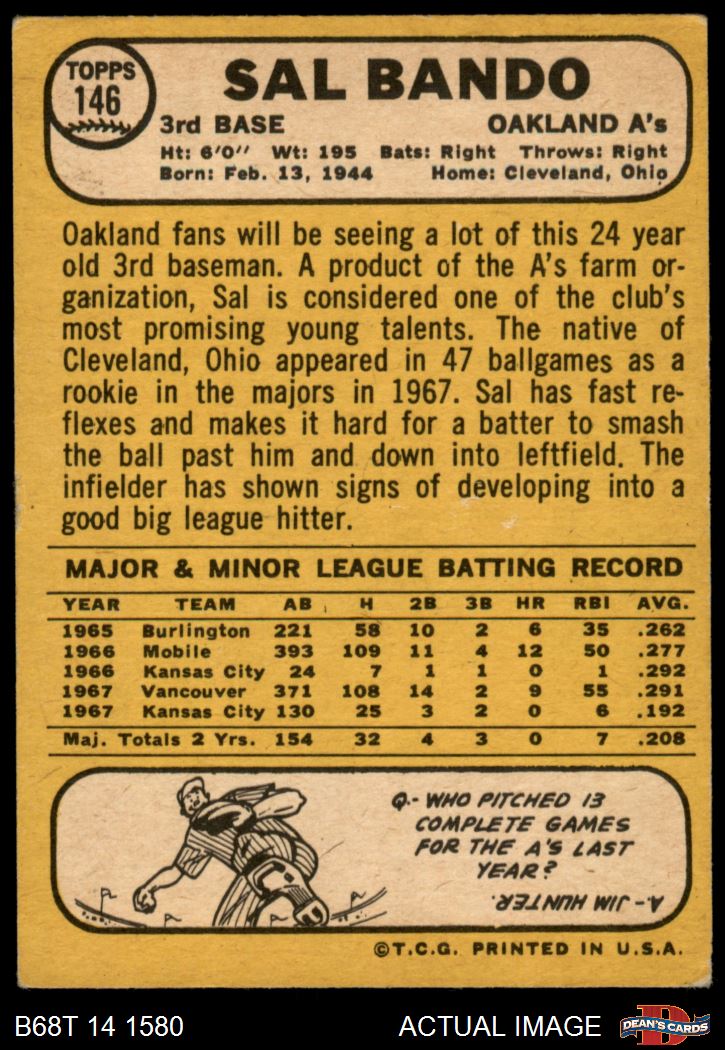 TOPPS
146
SAL BANDO
3rd BASE OAKLAND A's
Ht: 6'0" Wt: 195 Bats: Right Throws: Right
Born: Feb. 13, 1944 Home: Cleveland, Ohio
Oakland fans will be seeing a lot of this 24 year
old 3rd baseman. A product of the A's farm or-
ganization, Sal is considered one of the club's
most promising young talents. The native of
Cleveland, Ohio appeared in 47 ballgames as a
rookie in the majors in 1967. Sal has fast re-
flexes and makes it hard for a batter to smash
the ball past him and down into leftfield. The
infielder has shown signs of developing into a
good big league hitter.
MAJOR & MINOR LEAGUE BATTING RECORD
YEAR TEAM AB H 2B 3B HR RBI AVG.
1965 Burlington 221 58 10 2 6 35 .262
1966 Mobile 393 109 11 4 12 50 .277
1966 Kansas City 24 7 1 1 0 1 .292
1967 Vancouver 371 108 14 2 9 55 .291
1967 Kansas City 130 25 3 2 0 6 .192
Maj. Totals 2 Yrs. 154 32 4 3 0 7 .208
Q.- WHO PITCHED 13
COMPLETE GAMES
FOR THE A'S LAST
YEAR?
A.- JIM HUNTER.
©T.C.G. PRINTED IN U.S.A.
B68T 14 1580 ACTUAL IMAGE D DEAN'S CARDS